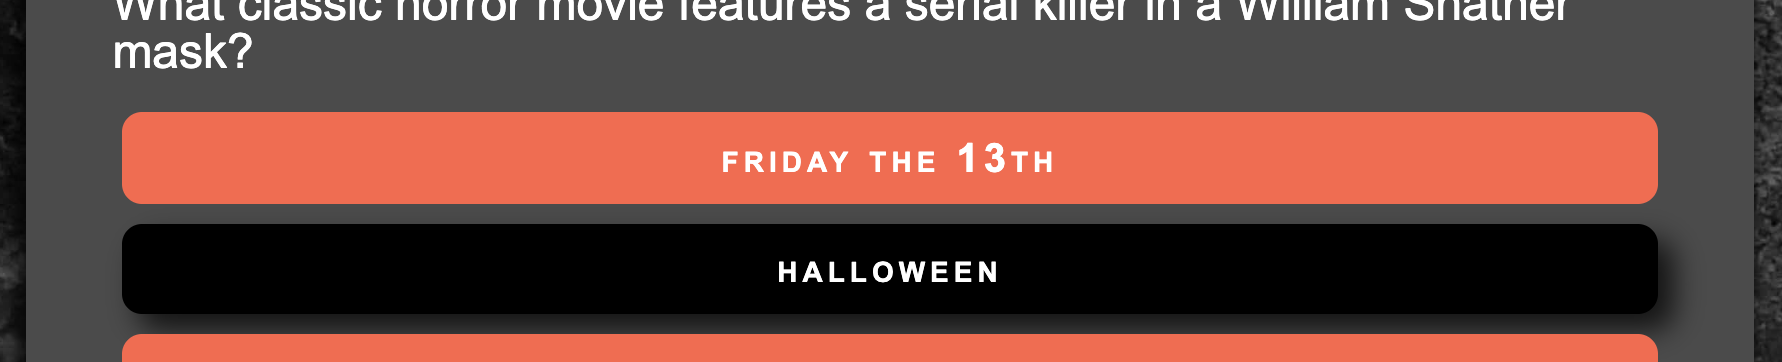 What classic horror movie features a serial killer in a William Shatner
mask?
FRIDAY THE 13TH
HALLOWEEN